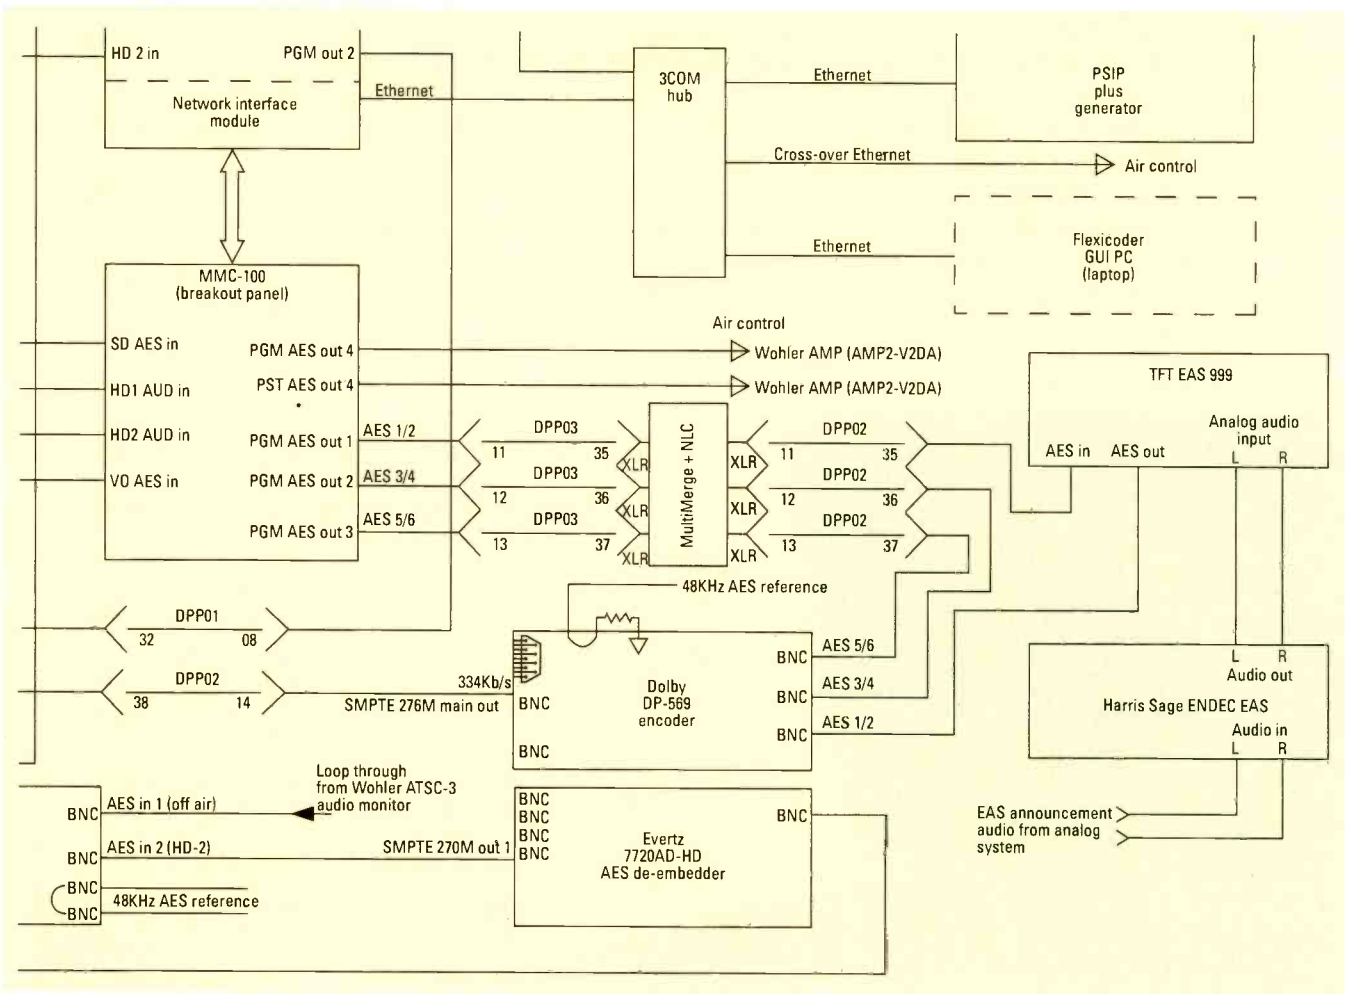 HD 2 in
PGM out 2
Network interface
module
Ethernet
3COM
hub
Ethernet
PSIP
plus
generator
Cross-over Ethernet
Air control
Ethernet
Flexicoder
GUI PC
(laptop)
MMC-100
(breakout panel)
SD AES in
HD1 AUD in
HD2 AUD in
VO AES in
PGM AES out 4
PST AES out 4
PGM AES out 1
PGM AES out 2
PGM AES out 3
Air control
Wohler AMP (AMP2-V2DA)
Wohler AMP (AMP2-V2DA)
AES 1/2
AES 3/4
AES 5/6
DPP03
11 35
DPP03
12 36
DPP03
13 37
XLR
XLR
XLR
MultiMerge + NLC
XLR
XLR
XLR
DPP02
11 35
DPP02
12 36
DPP02
13 37
TFT EAS 999
Analog audio
input
AES in
AES out
L R
48KHz AES reference
DPP01
32 08
DPP02
38 14
334Kb/s
SMPTE 276M main out
BNC
BNC
Dolby
DP-569
encoder
BNC
BNC
BNC
AES 5/6
AES 3/4
AES 1/2
L R
Audio out
Harris Sage ENDEC EAS
Audio in
L R
EAS announcement
audio from analog
system
Loop through
from Wohler ATSC-3
audio monitor
BNC
AES in 1 (off air)
BNC
AES in 2 (HD-2)
SMPTE 270M out 1
BNC
BNC
48KHz AES reference
BNC
BNC
BNC
BNC
Evertz
7720AD-HD
AES de-embedder
BNC